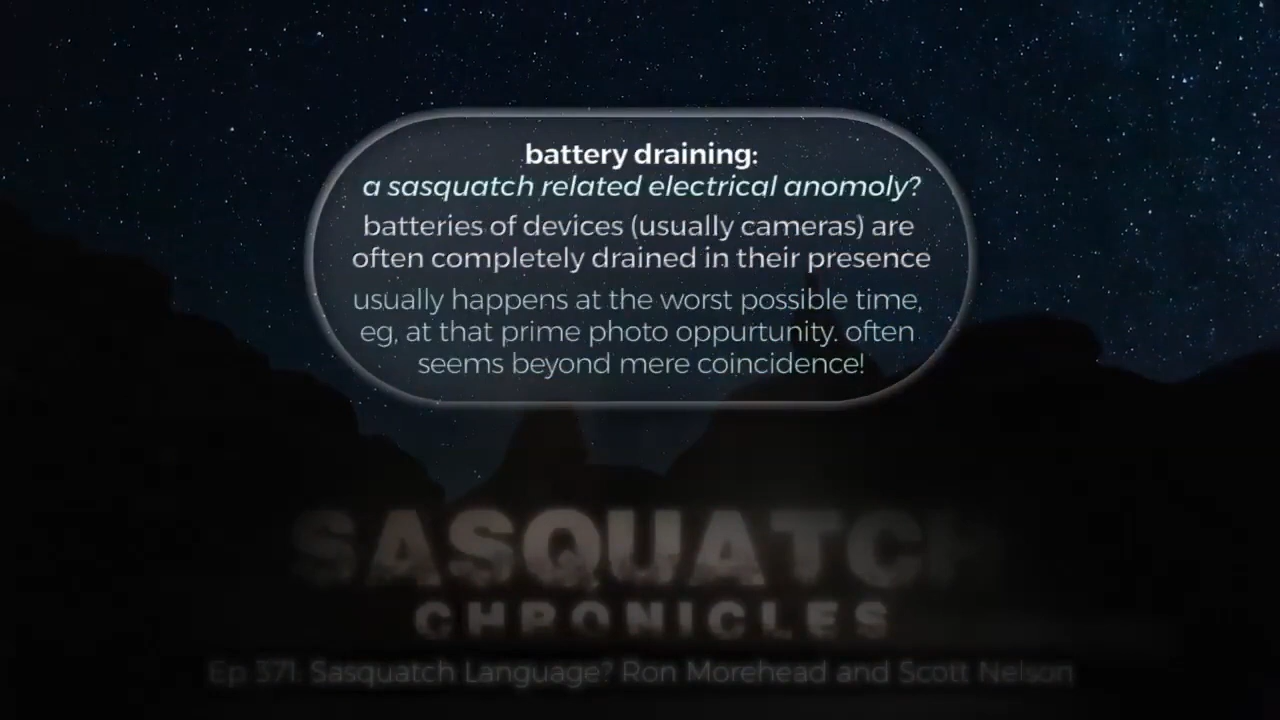 battery draining:
a sasquatch related electrical anomoly?
batteries of devices (usually cameras) are
often completely drained in their presence
usually happens at the worst possible time,
eg, at that prime photo oppurtunity. often
seems beyond mere coincidence!
SASQUATCH
CHRONICLES
Ep 371: Sasquatch Language? Ron Morehead and Scott Nelson